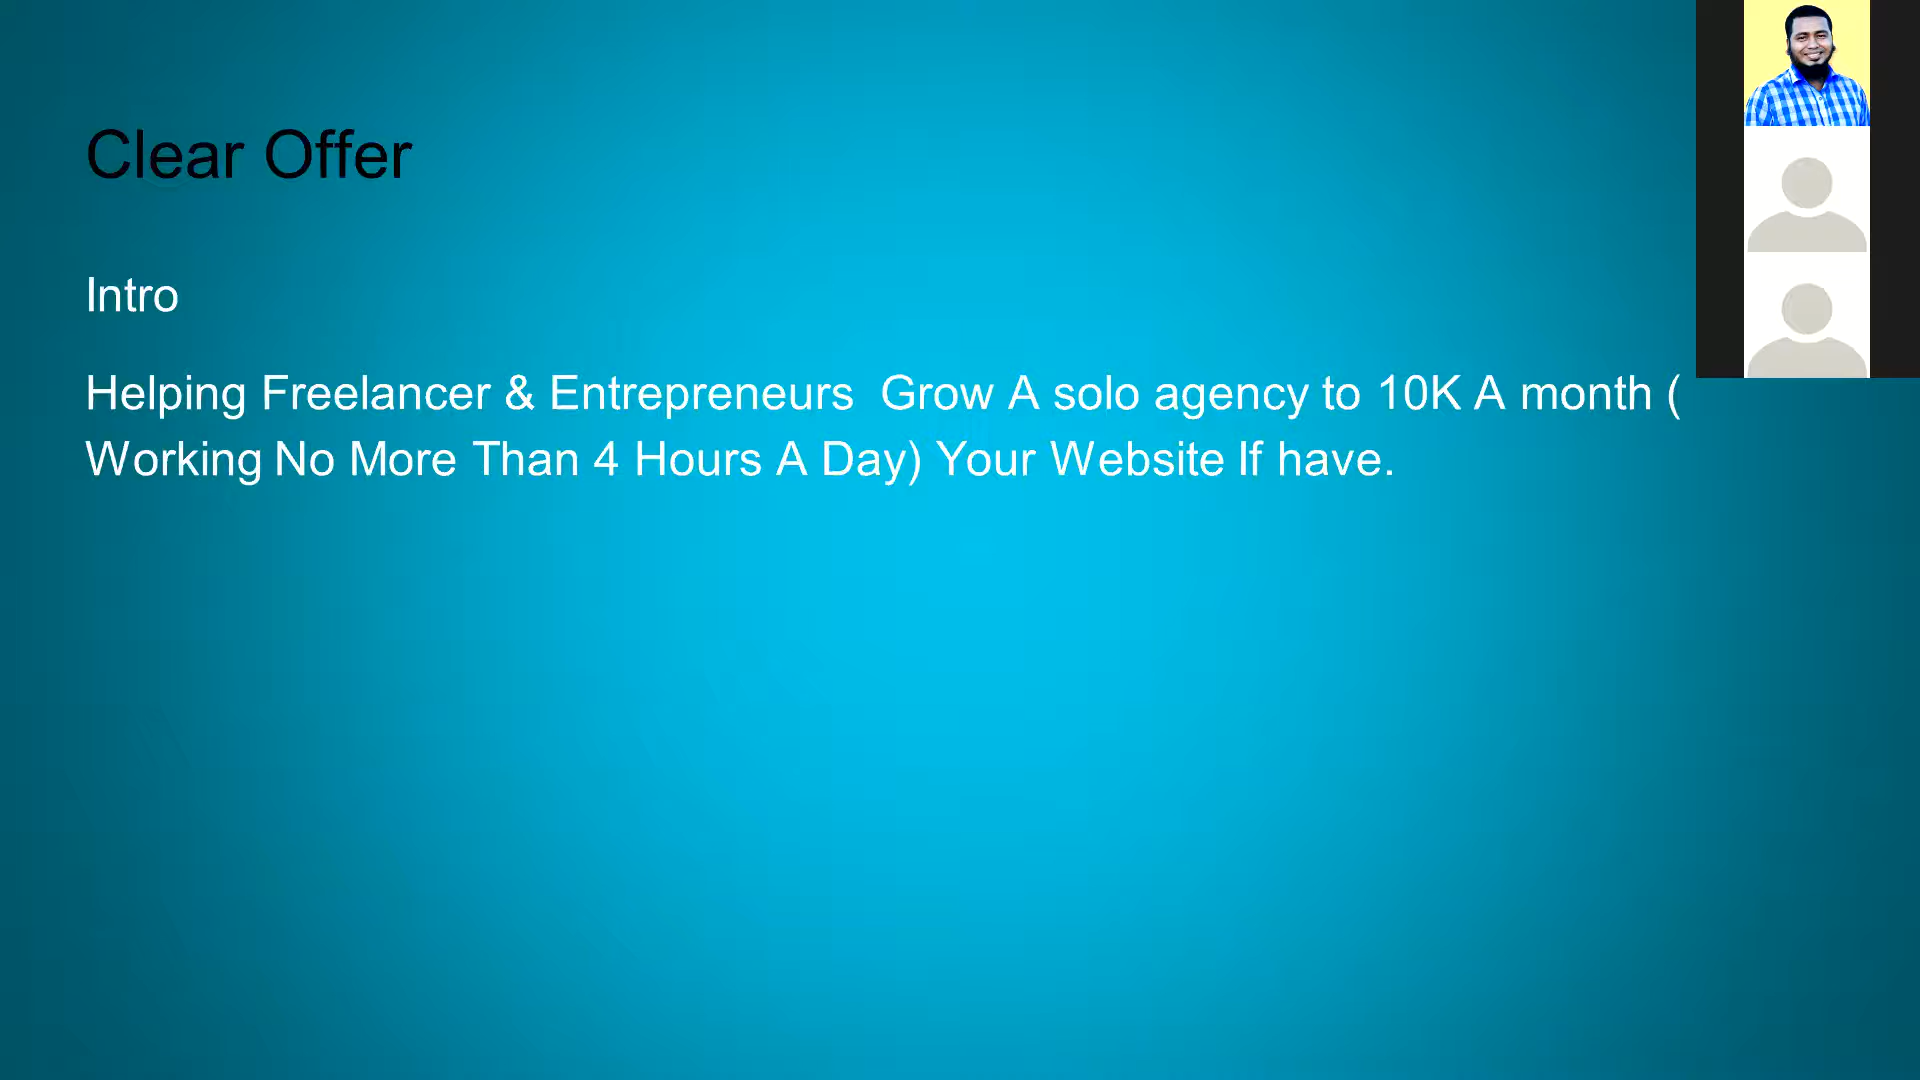 Clear Offer
Intro
Helping Freelancer & Entrepreneurs  Grow A solo agency to 10K A month (
Working No More Than 4 Hours A Day) Your Website If have.